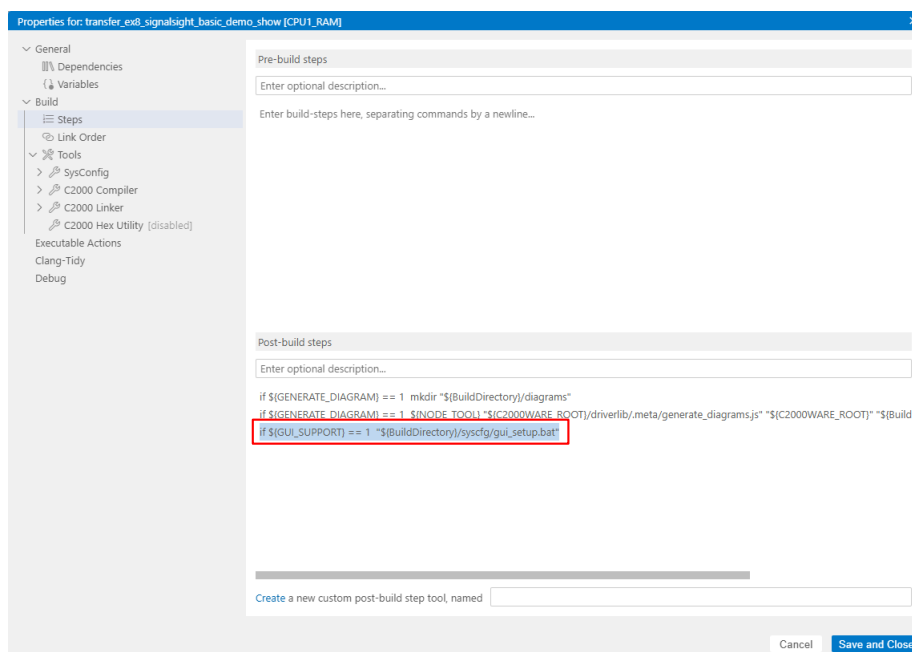 Properties for: transfer_ex8_signalsight_basic_demo_show [CPU1_RAM]
General
Dependencies
Variables
Build
Steps
Link Order
Tools
SysConfig
C2000 Compiler
C2000 Linker
C2000 Hex Utility [disabled]
Executable Actions
Clang-Tidy
Debug
Pre-build steps
Enter optional description...
Enter build-steps here, separating commands by a newline...
Post-build steps
Enter optional description...
if ${GENERATE_DIAGRAM} == 1 mkdir "${BuildDirectory}/diagrams"
if ${GENERATE_DIAGRAM} == 1 ${NODE_TOOL} "${C2000WARE_ROOT}/driverlib/.meta/generate_diagrams.js" "${C2000WARE_ROOT}" "${Build
if ${GUI_SUPPORT} == 1 "${BuildDirectory}/syscfg/gui_setup.bat"
Create a new custom post-build step tool, named
Cancel
Save and Close